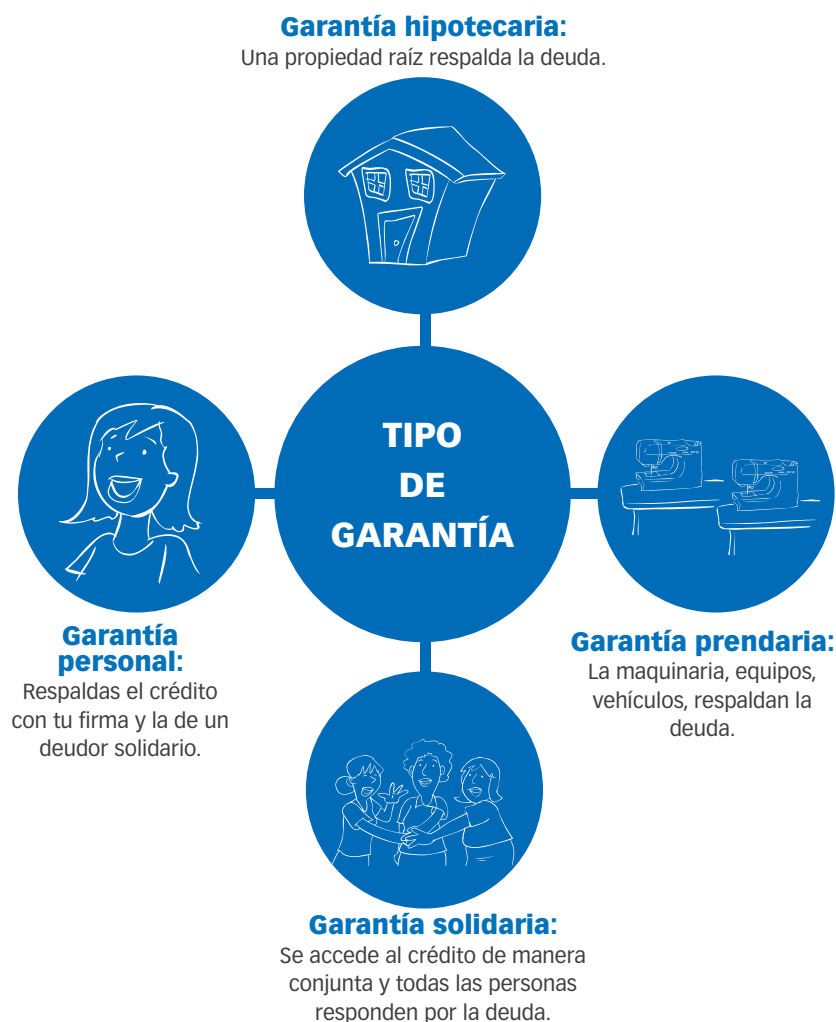 Garantía hipotecaria:
Una propiedad raíz respalda la deuda.
TIPO
DE
GARANTÍA
Garantía
personal:
Respaldas el crédito
con tu firma y la de un
deudor solidario.
Garantía prendaria:
La maquinaria, equipos,
vehículos, respaldan la
deuda.
Garantía solidaria:
Se accede al crédito de manera
conjunta y todas las personas
responden por la deuda.